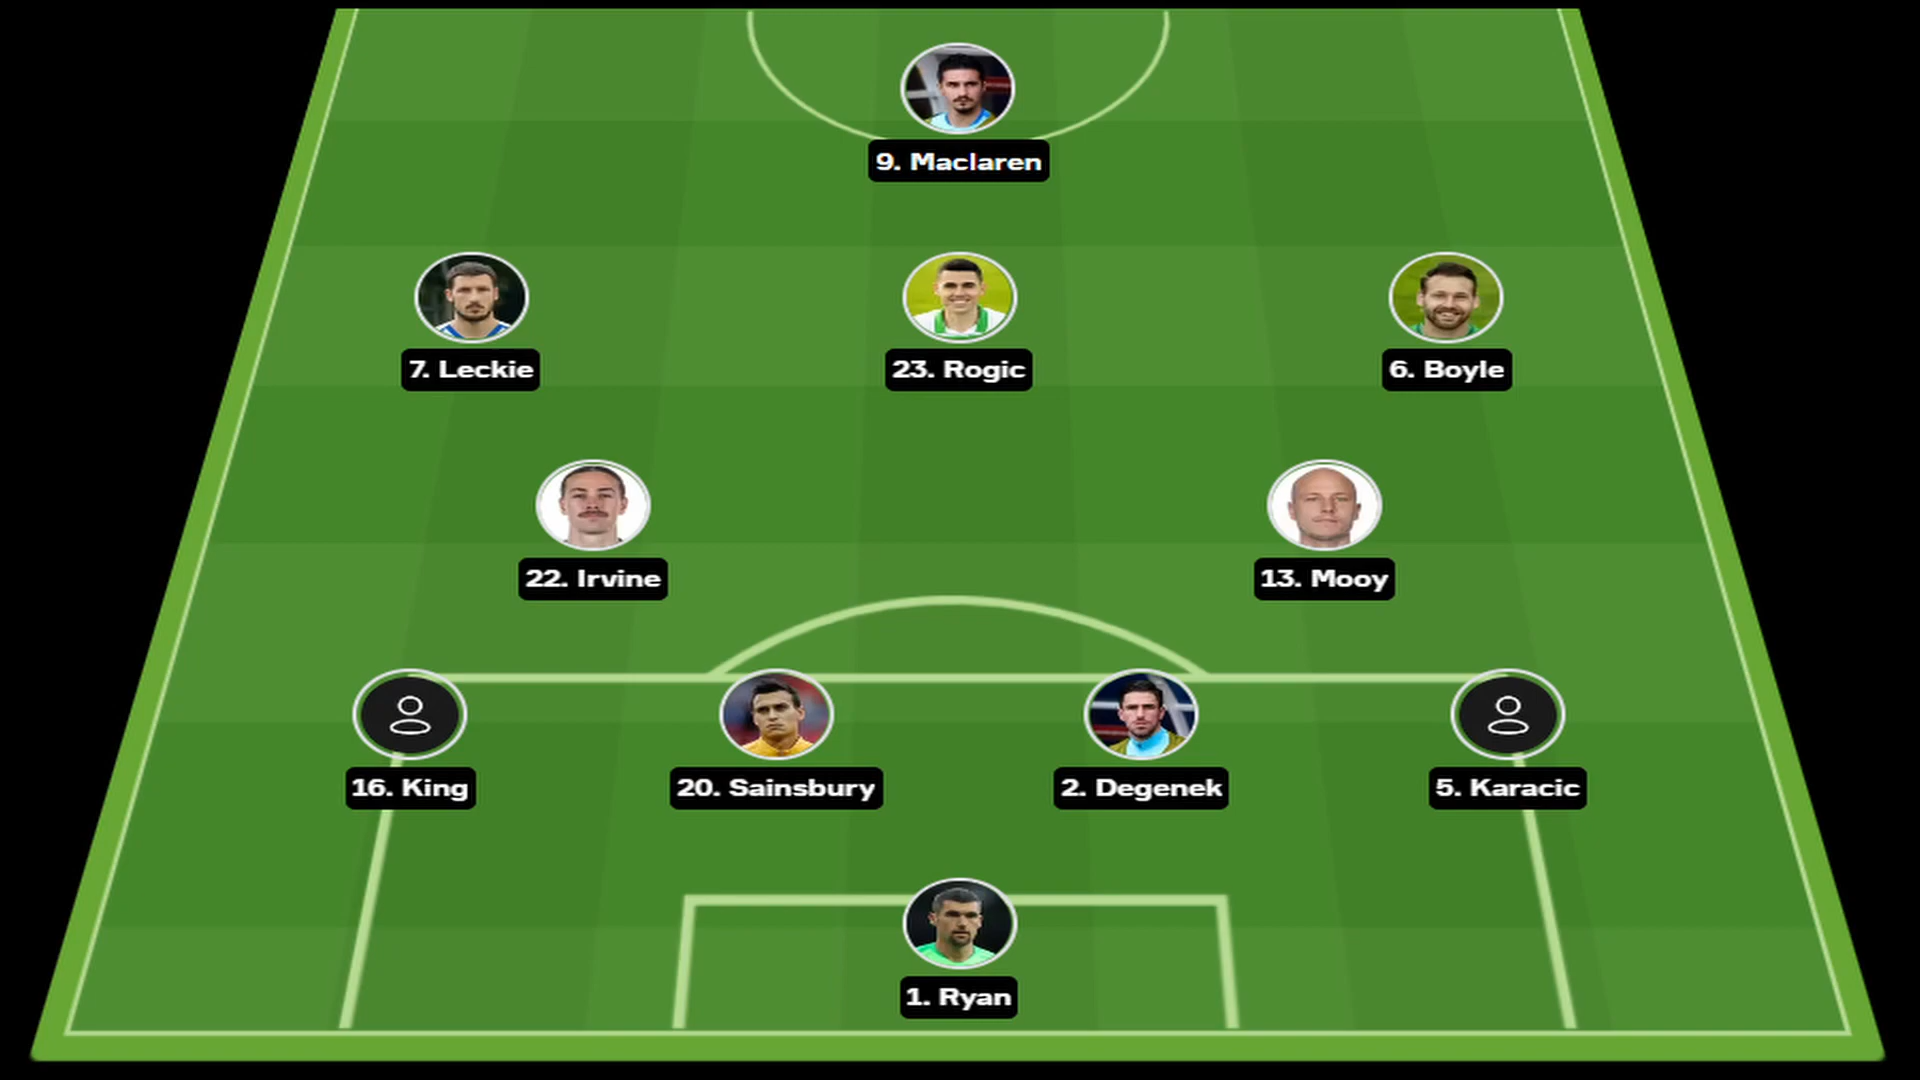 9. Maclaren
7. Leckie
23. Rogic
6. Boyle
22. Irvine
13. Mooy
16. King
20. Sainsbury
2. Degenek
5. Karacic
1. Ryan